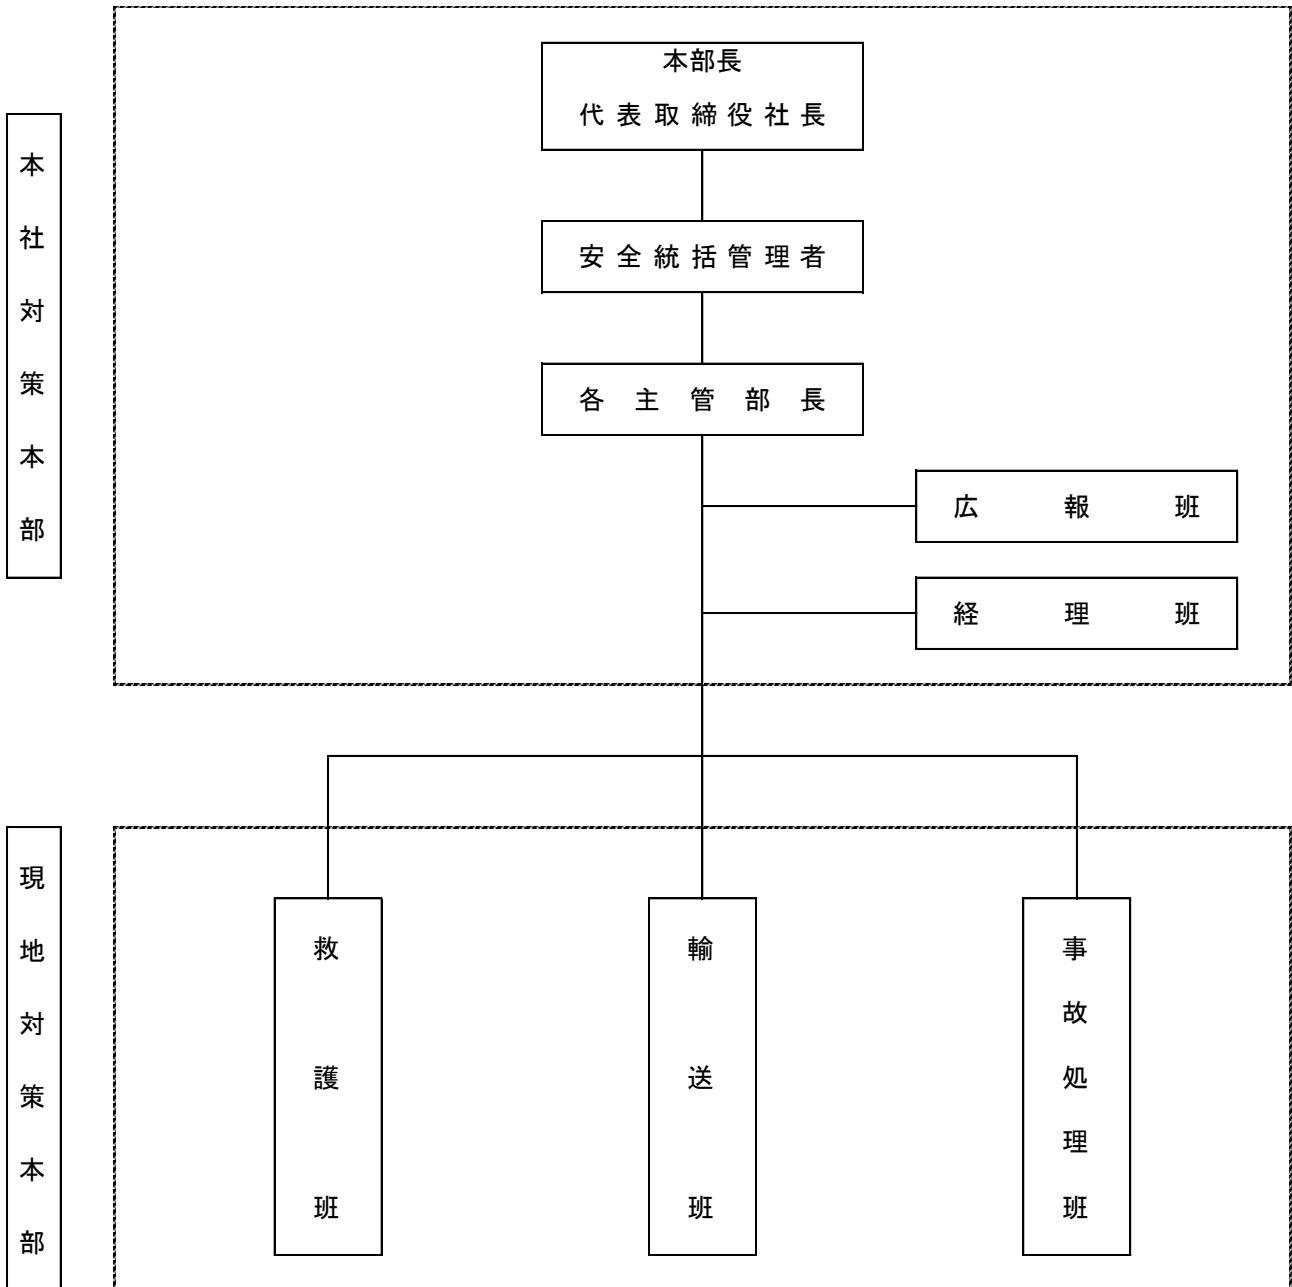 本社対策本部
本部長
代表取締役社長
安全統括管理者
各主管部長
広報班
経理班
現地対策本部
救護班
輸送班
事故処理班